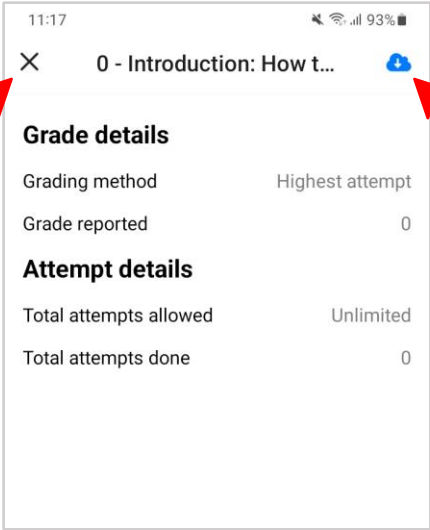 11:17 93%
0 - Introduction: How t...
Grade details
Grading method Highest attempt
Grade reported 0
Attempt details
Total attempts allowed Unlimited
Total attempts done 0